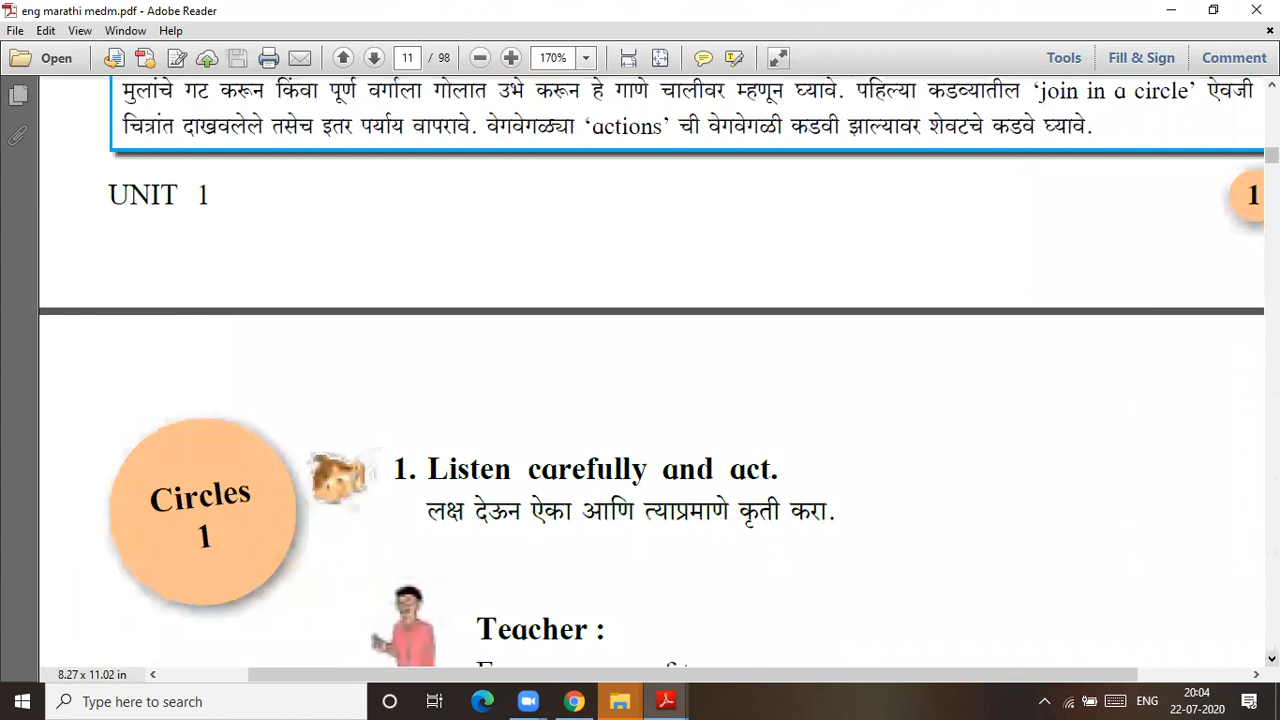 eng marathi medm.pdf - Adobe Reader
File Edit View Window Help
Open 11 / 98 170% Tools Fill & Sign Comment
मुलांचे गट करून किंवा पूर्ण वर्गाला गोलात उभे करून हे गाणे चालीवर म्हणून घ्यावे. पहिल्या कडव्यातील ‘join in a circle’ ऐवजी
चित्रांत दाखवलेले तसेच इतर पर्याय वापरावे. वेगवेगळ्या ‘actions’ ची वेगवेगळी कडवी झाल्यावर शेवटचे कडवे घ्यावे.
UNIT 1
1
Circles
1
1. Listen carefully and act.
लक्ष देऊन ऐका आणि त्याप्रमाणे कृती करा.
Teacher :
8.27 x 11.02 in
Type here to search
ENG
20:04
22-07-2020